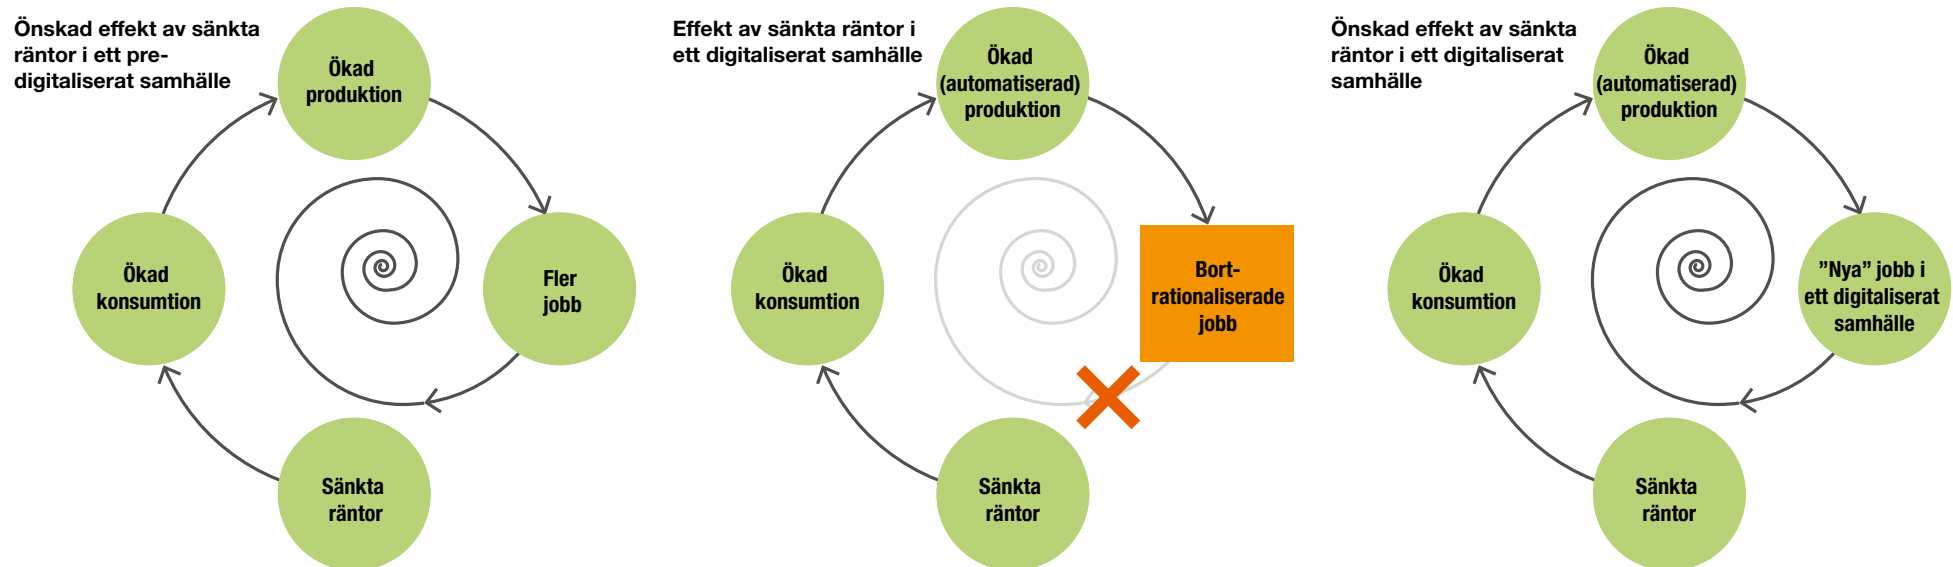 Önskad effekt av sänkta
räntor i ett pre-
digitaliserat samhälle
Ökad
produktion
Fler
jobb
Sänkta
räntor
Ökad
konsumtion
Effekt av sänkta räntor i
ett digitaliserat samhälle
Ökad
(automatiserad)
produktion
Bort-
rationaliserade
jobb
Sänkta
räntor
Ökad
konsumtion
Önskad effekt av sänkta
räntor i ett digitaliserat
samhälle
Ökad
(automatiserad)
produktion
”Nya” jobb i
ett digitaliserat
samhälle
Sänkta
räntor
Ökad
konsumtion